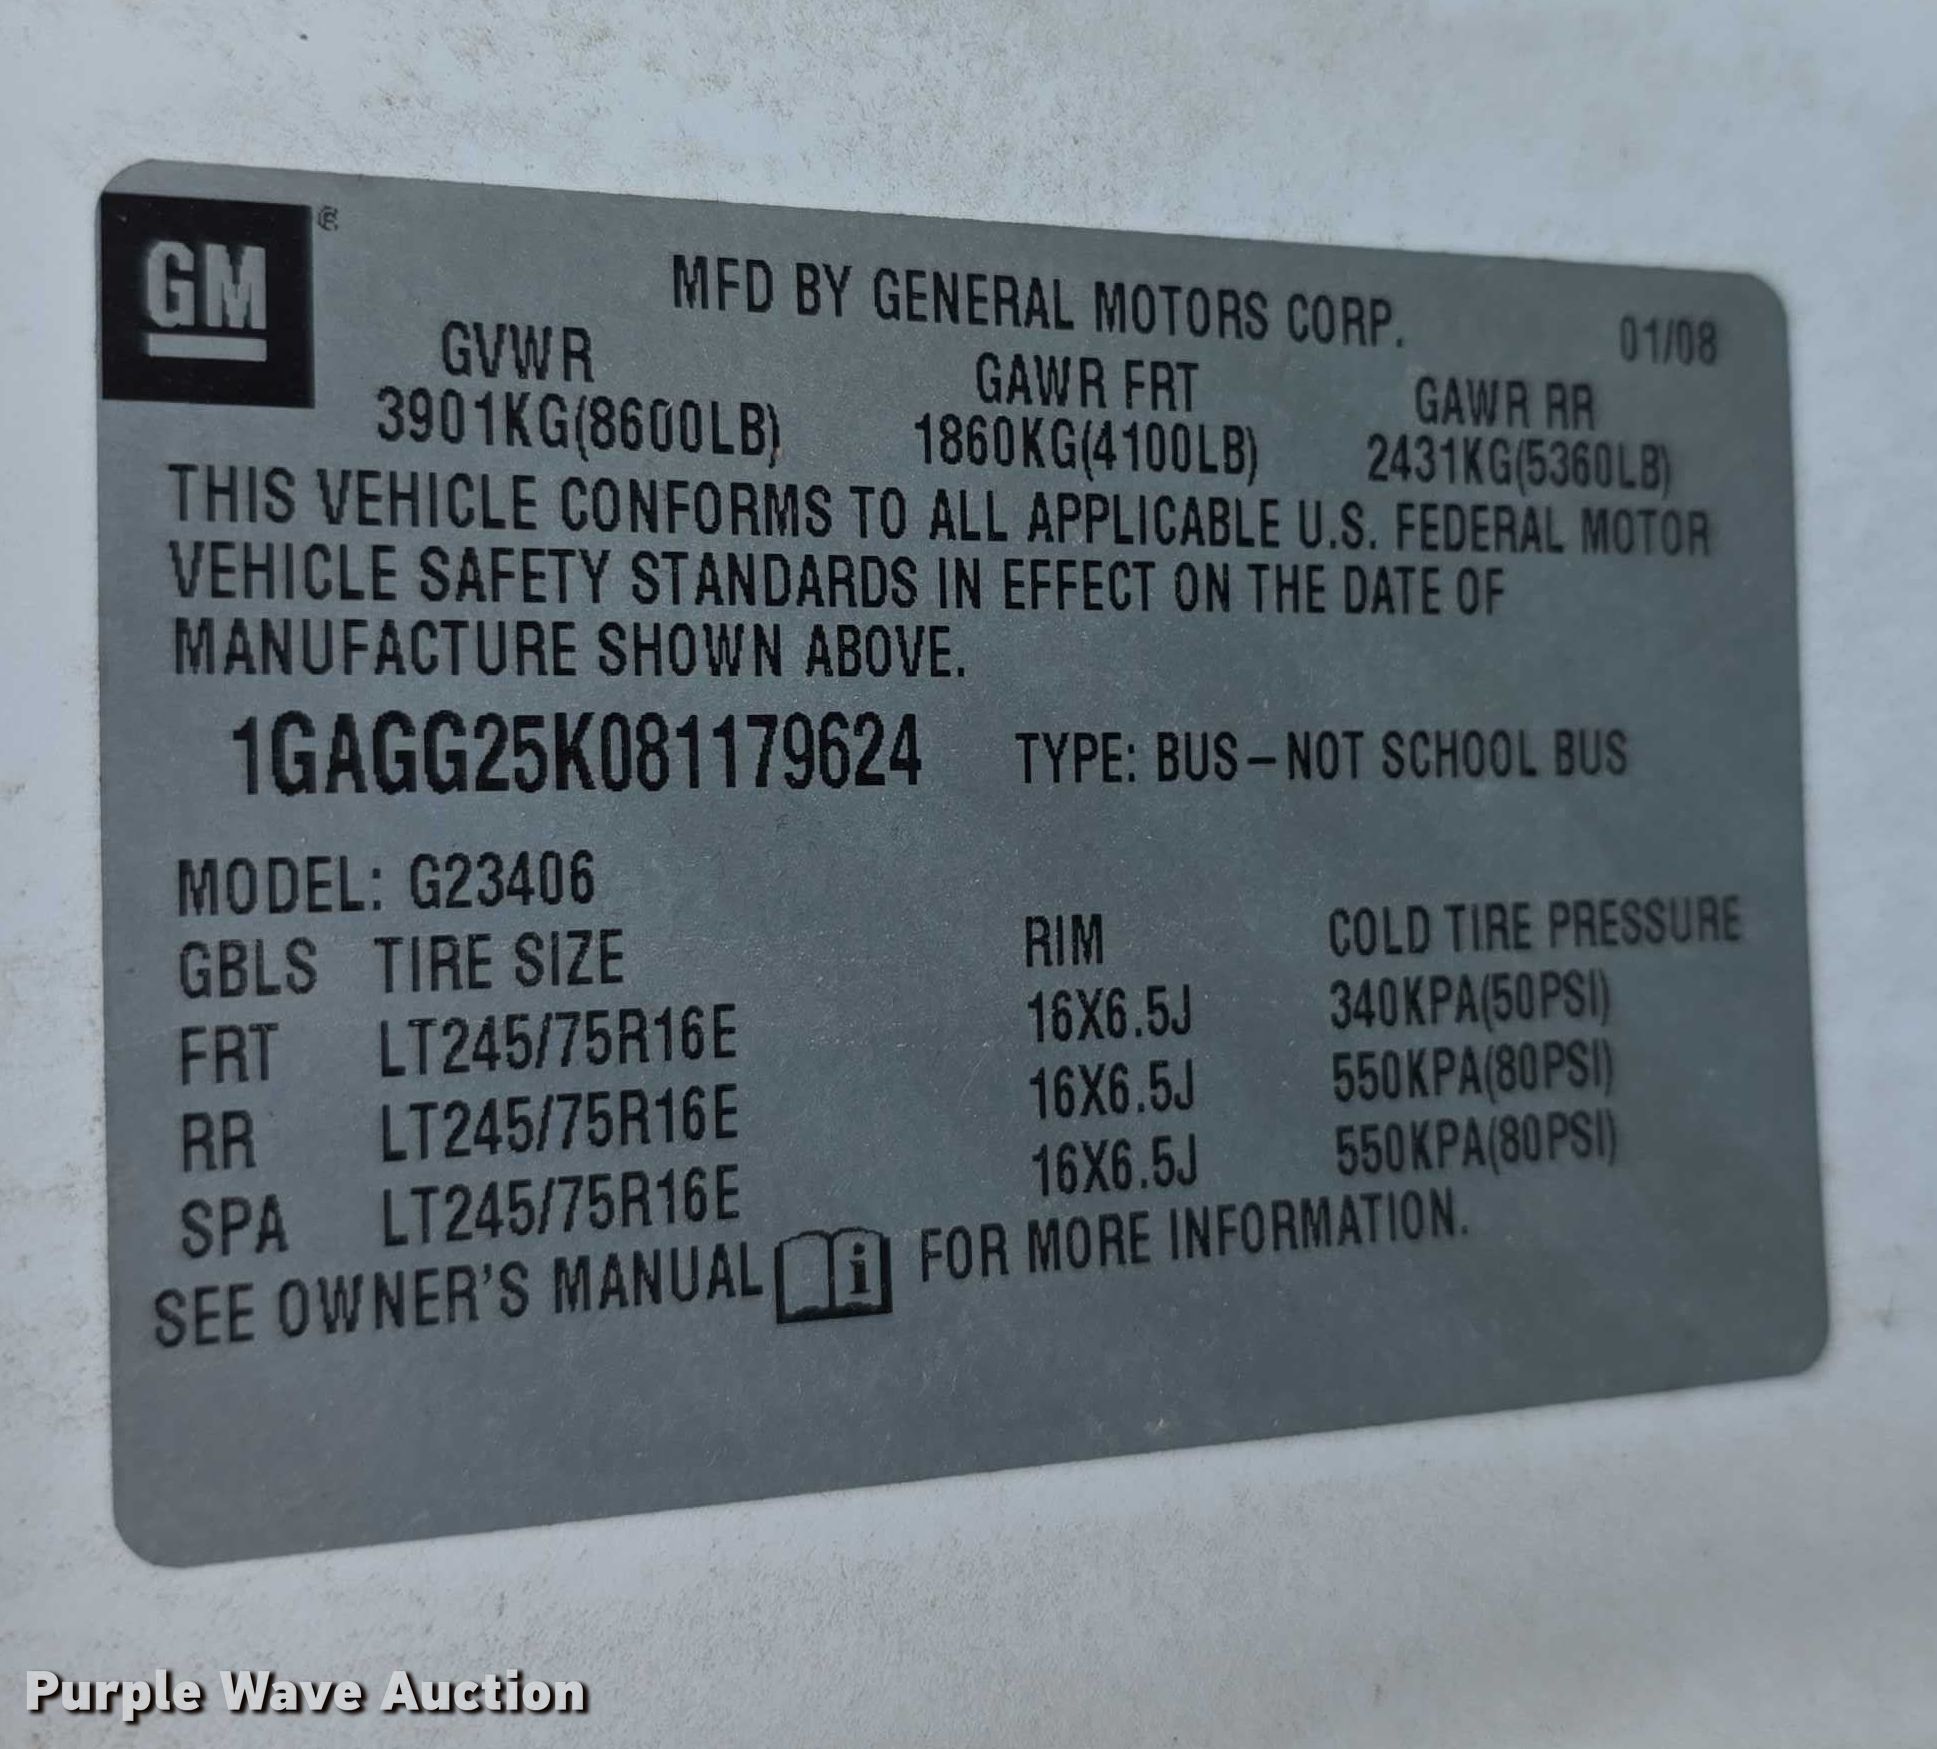 GM ®
MFD BY GENERAL MOTORS CORP. 01/08
GVWR GAWR FRT GAWR RR
3901KG(8600LB) 1860KG(4100LB) 2431KG(5360LB)
THIS VEHICLE CONFORMS TO ALL APPLICABLE U.S. FEDERAL MOTOR
VEHICLE SAFETY STANDARDS IN EFFECT ON THE DATE OF
MANUFACTURE SHOWN ABOVE.
1GAGG25K081179624 TYPE: BUS–NOT SCHOOL BUS
MODEL: G23406
GBLS TIRE SIZE RIM COLD TIRE PRESSURE
FRT LT245/75R16E 16X6.5J 340KPA(50PSI)
RR LT245/75R16E 16X6.5J 550KPA(80PSI)
SPA LT245/75R16E 16X6.5J 550KPA(80PSI)
SEE OWNER'S MANUAL i FOR MORE INFORMATION.
Purple Wave Auction